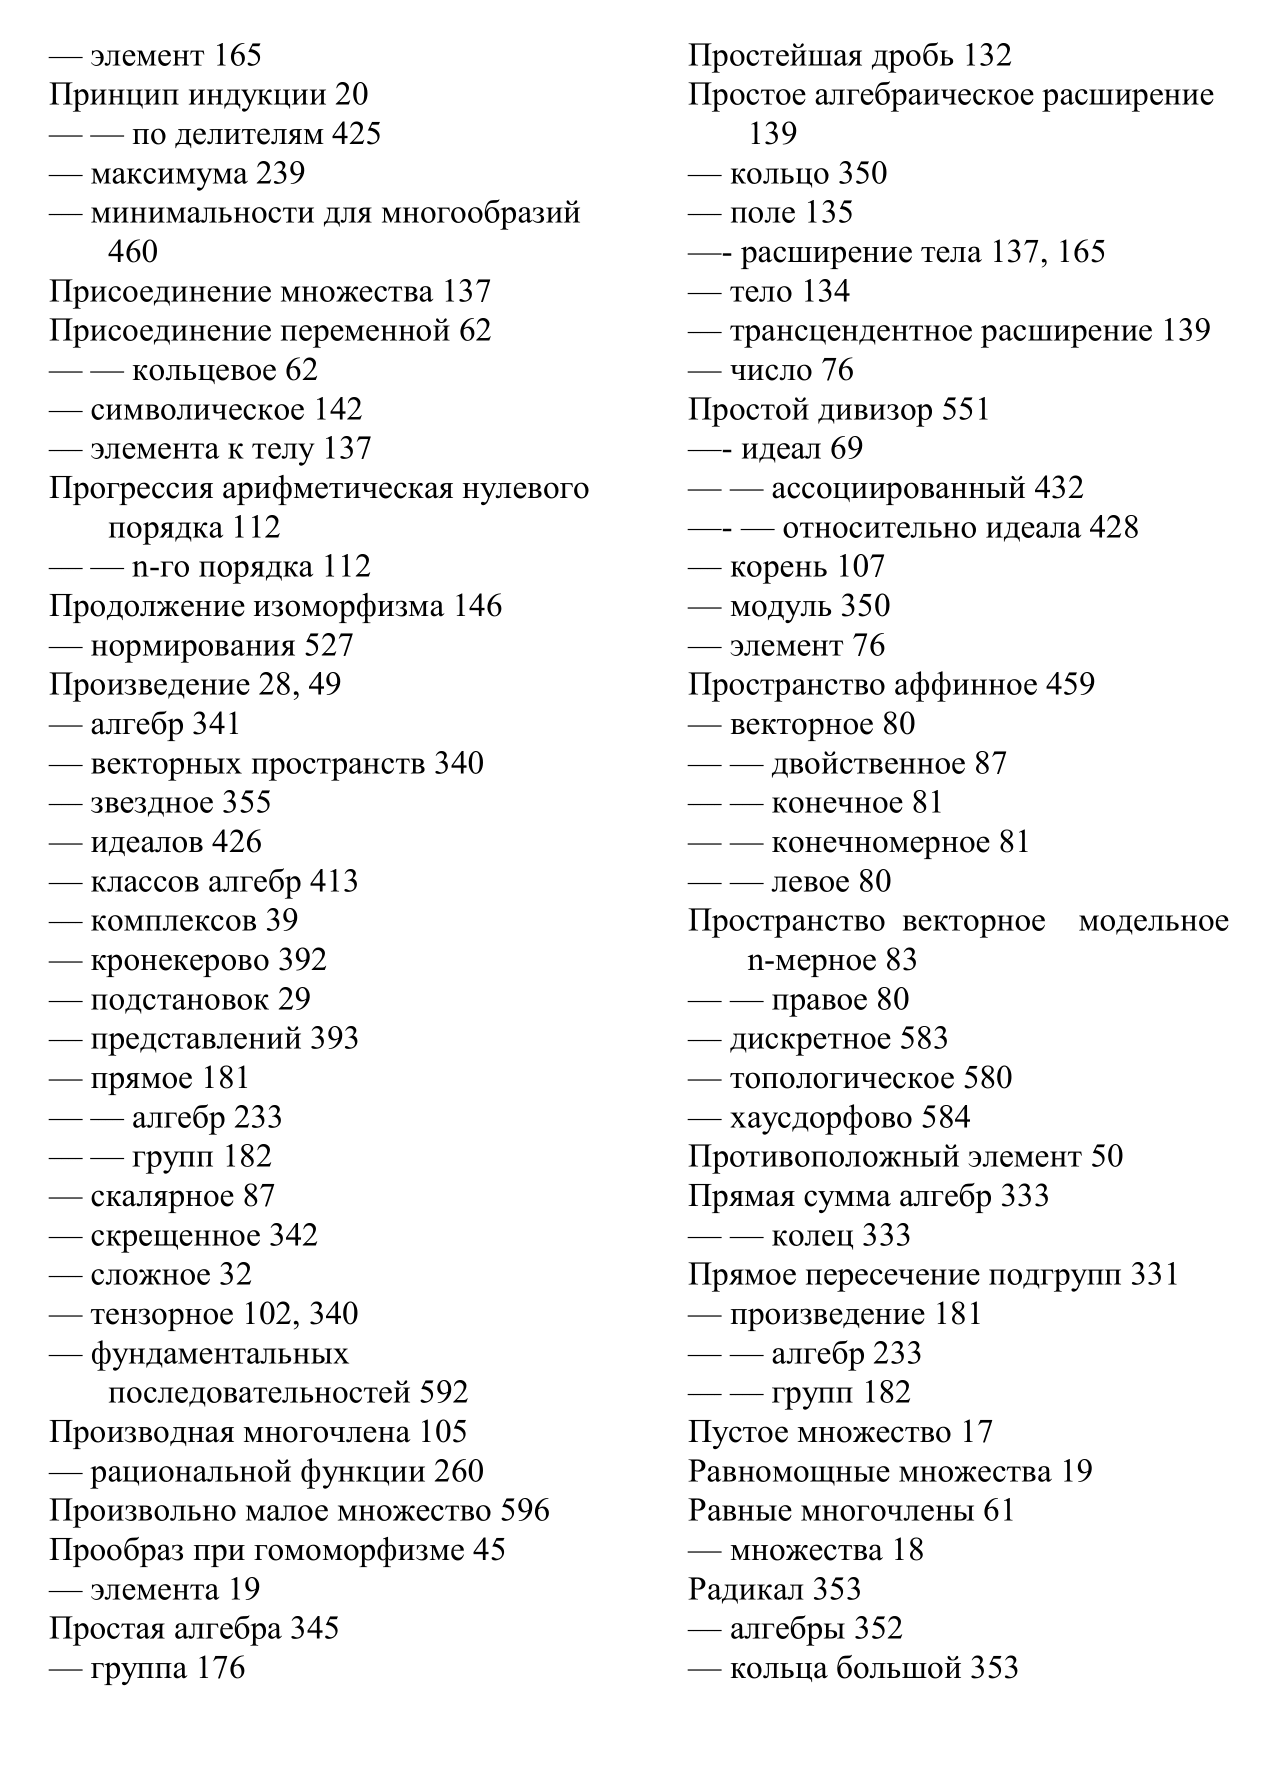 — элемент 165
Принцип индукции 20
— — по делителям 425
— максимума 239
— минимальности для многообразий
460
Присоединение множества 137
Присоединение переменной 62
— — кольцевое 62
— символическое 142
— элемента к телу 137
Прогрессия арифметическая нулевого
порядка 112
— — n-го порядка 112
Продолжение изоморфизма 146
— нормирования 527
Произведение 28, 49
— алгебр 341
— векторных пространств 340
— звездное 355
— идеалов 426
— классов алгебр 413
— комплексов 39
— кронекерово 392
— подстановок 29
— представлений 393
— прямое 181
— — алгебр 233
— — групп 182
— скалярное 87
— скрещенное 342
— сложное 32
— тензорное 102, 340
— фундаментальных
последовательностей 592
Производная многочлена 105
— рациональной функции 260
Произвольно малое множество 596
Прообраз при гомоморфизме 45
— элемента 19
Простая алгебра 345
— группа 176
Простейшая дробь 132
Простое алгебраическое расширение
139
— кольцо 350
— поле 135
—- расширение тела 137, 165
— тело 134
— трансцендентное расширение 139
— число 76
Простой дивизор 551
—- идеал 69
— — ассоциированный 432
—- — относительно идеала 428
— корень 107
— модуль 350
— элемент 76
Пространство аффинное 459
— векторное 80
— — двойственное 87
— — конечное 81
— — конечномерное 81
— — левое 80
Пространство векторное модельное
n-мерное 83
— — правое 80
— дискретное 583
— топологическое 580
— хаусдорфово 584
Противоположный элемент 50
Прямая сумма алгебр 333
— — колец 333
Прямое пересечение подгрупп 331
— произведение 181
— — алгебр 233
— — групп 182
Пустое множество 17
Равномощные множества 19
Равные многочлены 61
— множества 18
Радикал 353
— алгебры 352
— кольца большой 353